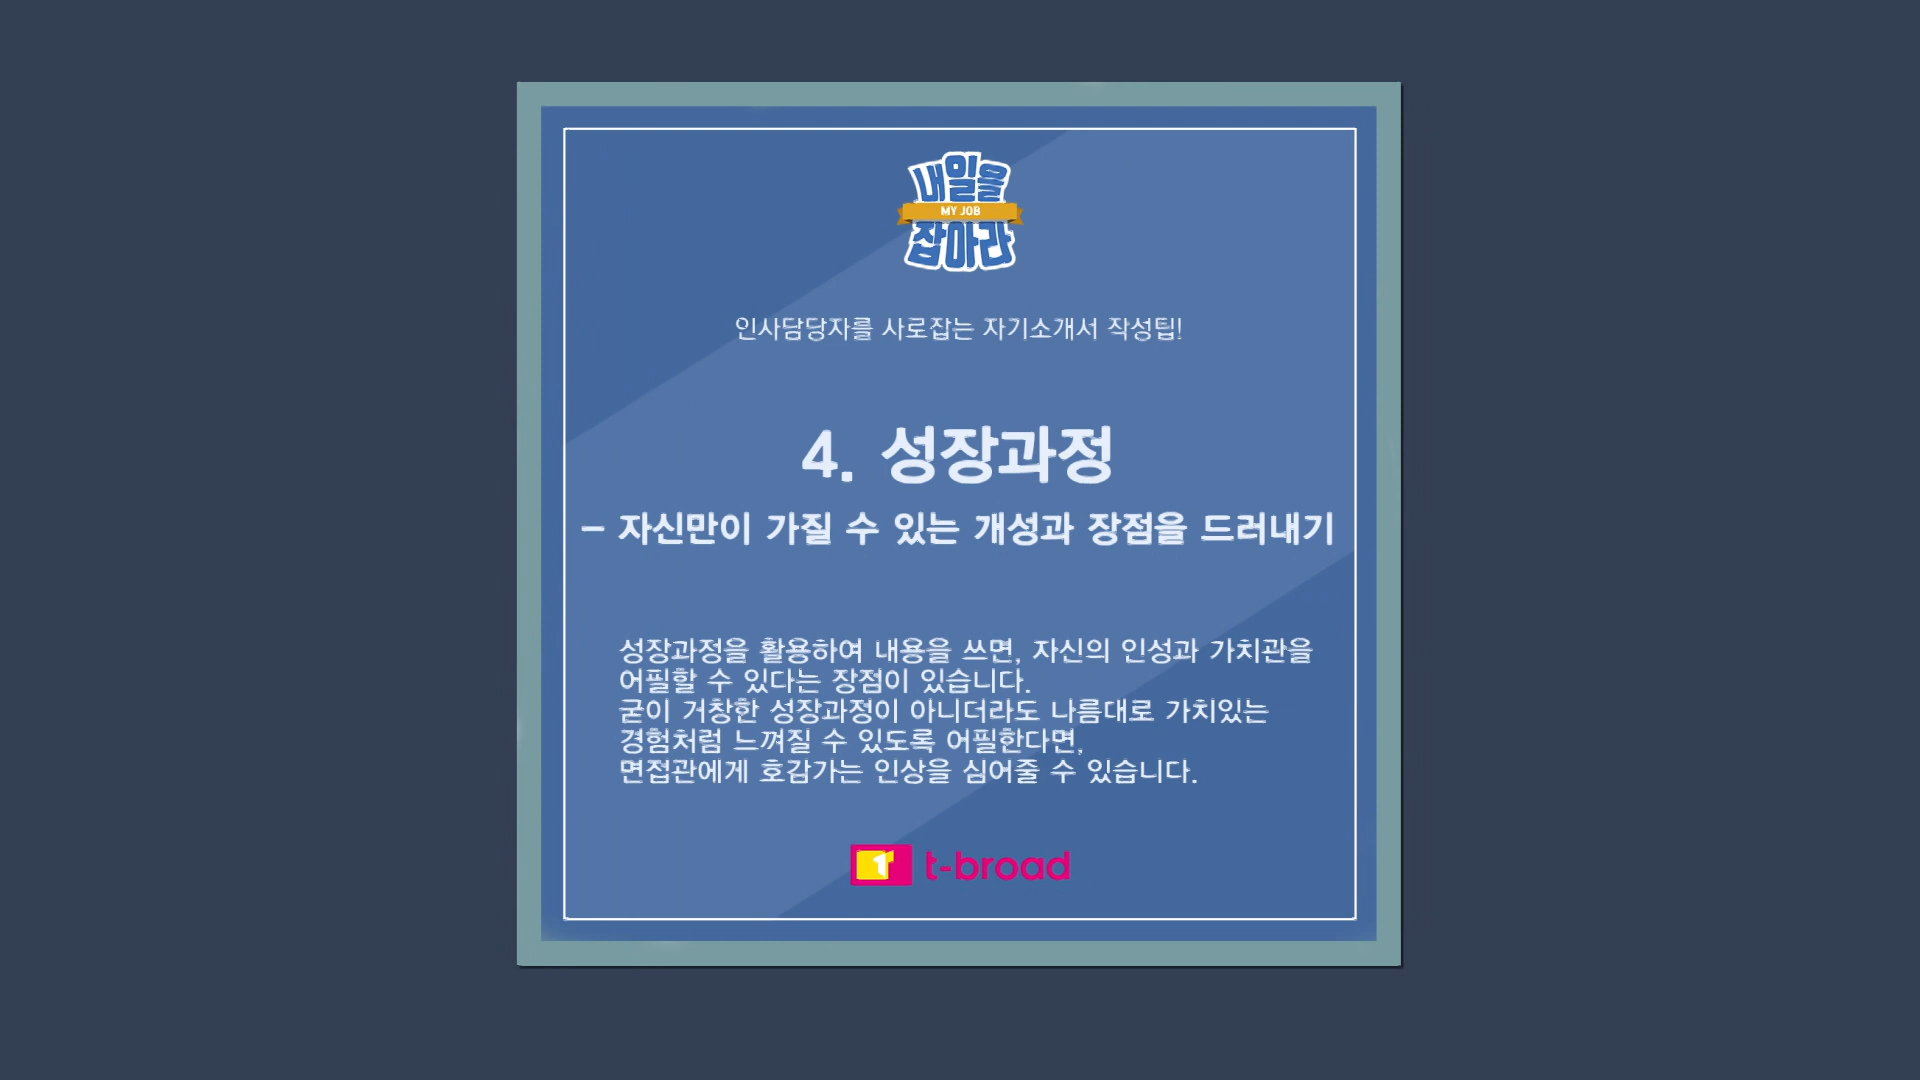 내일을
MY JOB
잡아라
인사담당자를 사로잡는 자기소개서 작성팁!
4. 성장과정
- 자신만이 가질 수 있는 개성과 장점을 드러내기
성장과정을 활용하여 내용을 쓰면, 자신의 인성과 가치관을
어필할 수 있다는 장점이 있습니다.
굳이 거창한 성장과정이 아니더라도 나름대로 가치있는
경험처럼 느껴질 수 있도록 어필한다면,
면접관에게 호감가는 인상을 심어줄 수 있습니다.
t-broad